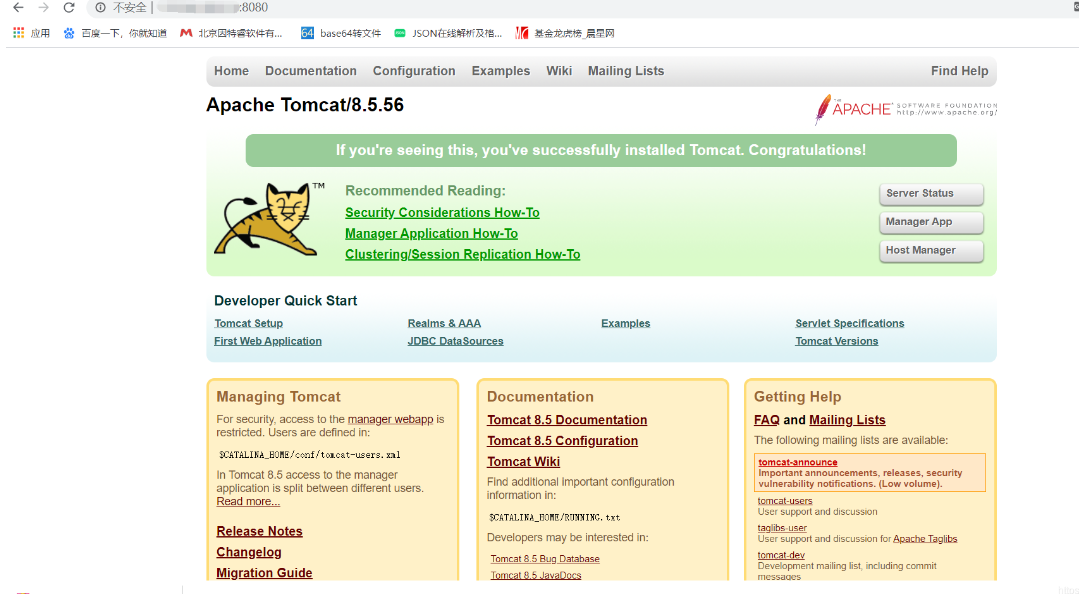 不安全 | :8080
应用 百度一下，你就知道 北京因特睿软件有... 64 base64转文件 JSON在线解析及格... 基金龙虎榜_晨星网
Home Documentation Configuration Examples Wiki Mailing Lists Find Help
Apache Tomcat/8.5.56
THE APACHE SOFTWARE FOUNDATION
http://www.apache.org/
If you're seeing this, you've successfully installed Tomcat. Congratulations!
TM
Recommended Reading:
Security Considerations How-To
Manager Application How-To
Clustering/Session Replication How-To
Server Status
Manager App
Host Manager
Developer Quick Start
Tomcat Setup Realms & AAA Examples Servlet Specifications
First Web Application JDBC DataSources Tomcat Versions
Managing Tomcat
For security, access to the manager webapp is
restricted. Users are defined in:
$CATALINA_HOME/conf/tomcat-users.xml
In Tomcat 8.5 access to the manager
application is split between different users.
Read more...
Release Notes
Changelog
Migration Guide
Documentation
Tomcat 8.5 Documentation
Tomcat 8.5 Configuration
Tomcat Wiki
Find additional important configuration
information in:
$CATALINA_HOME/RUNNING.txt
Developers may be interested in:
Tomcat 8.5 Bug Database
Tomcat 8.5 JavaDocs
Getting Help
FAQ and Mailing Lists
The following mailing lists are available:
tomcat-announce
Important announcements, releases, security
vulnerability notifications. (Low volume).
tomcat-users
User support and discussion
taglibs-user
User support and discussion for Apache Taglibs
tomcat-dev
Development mailing list, including commit
messages